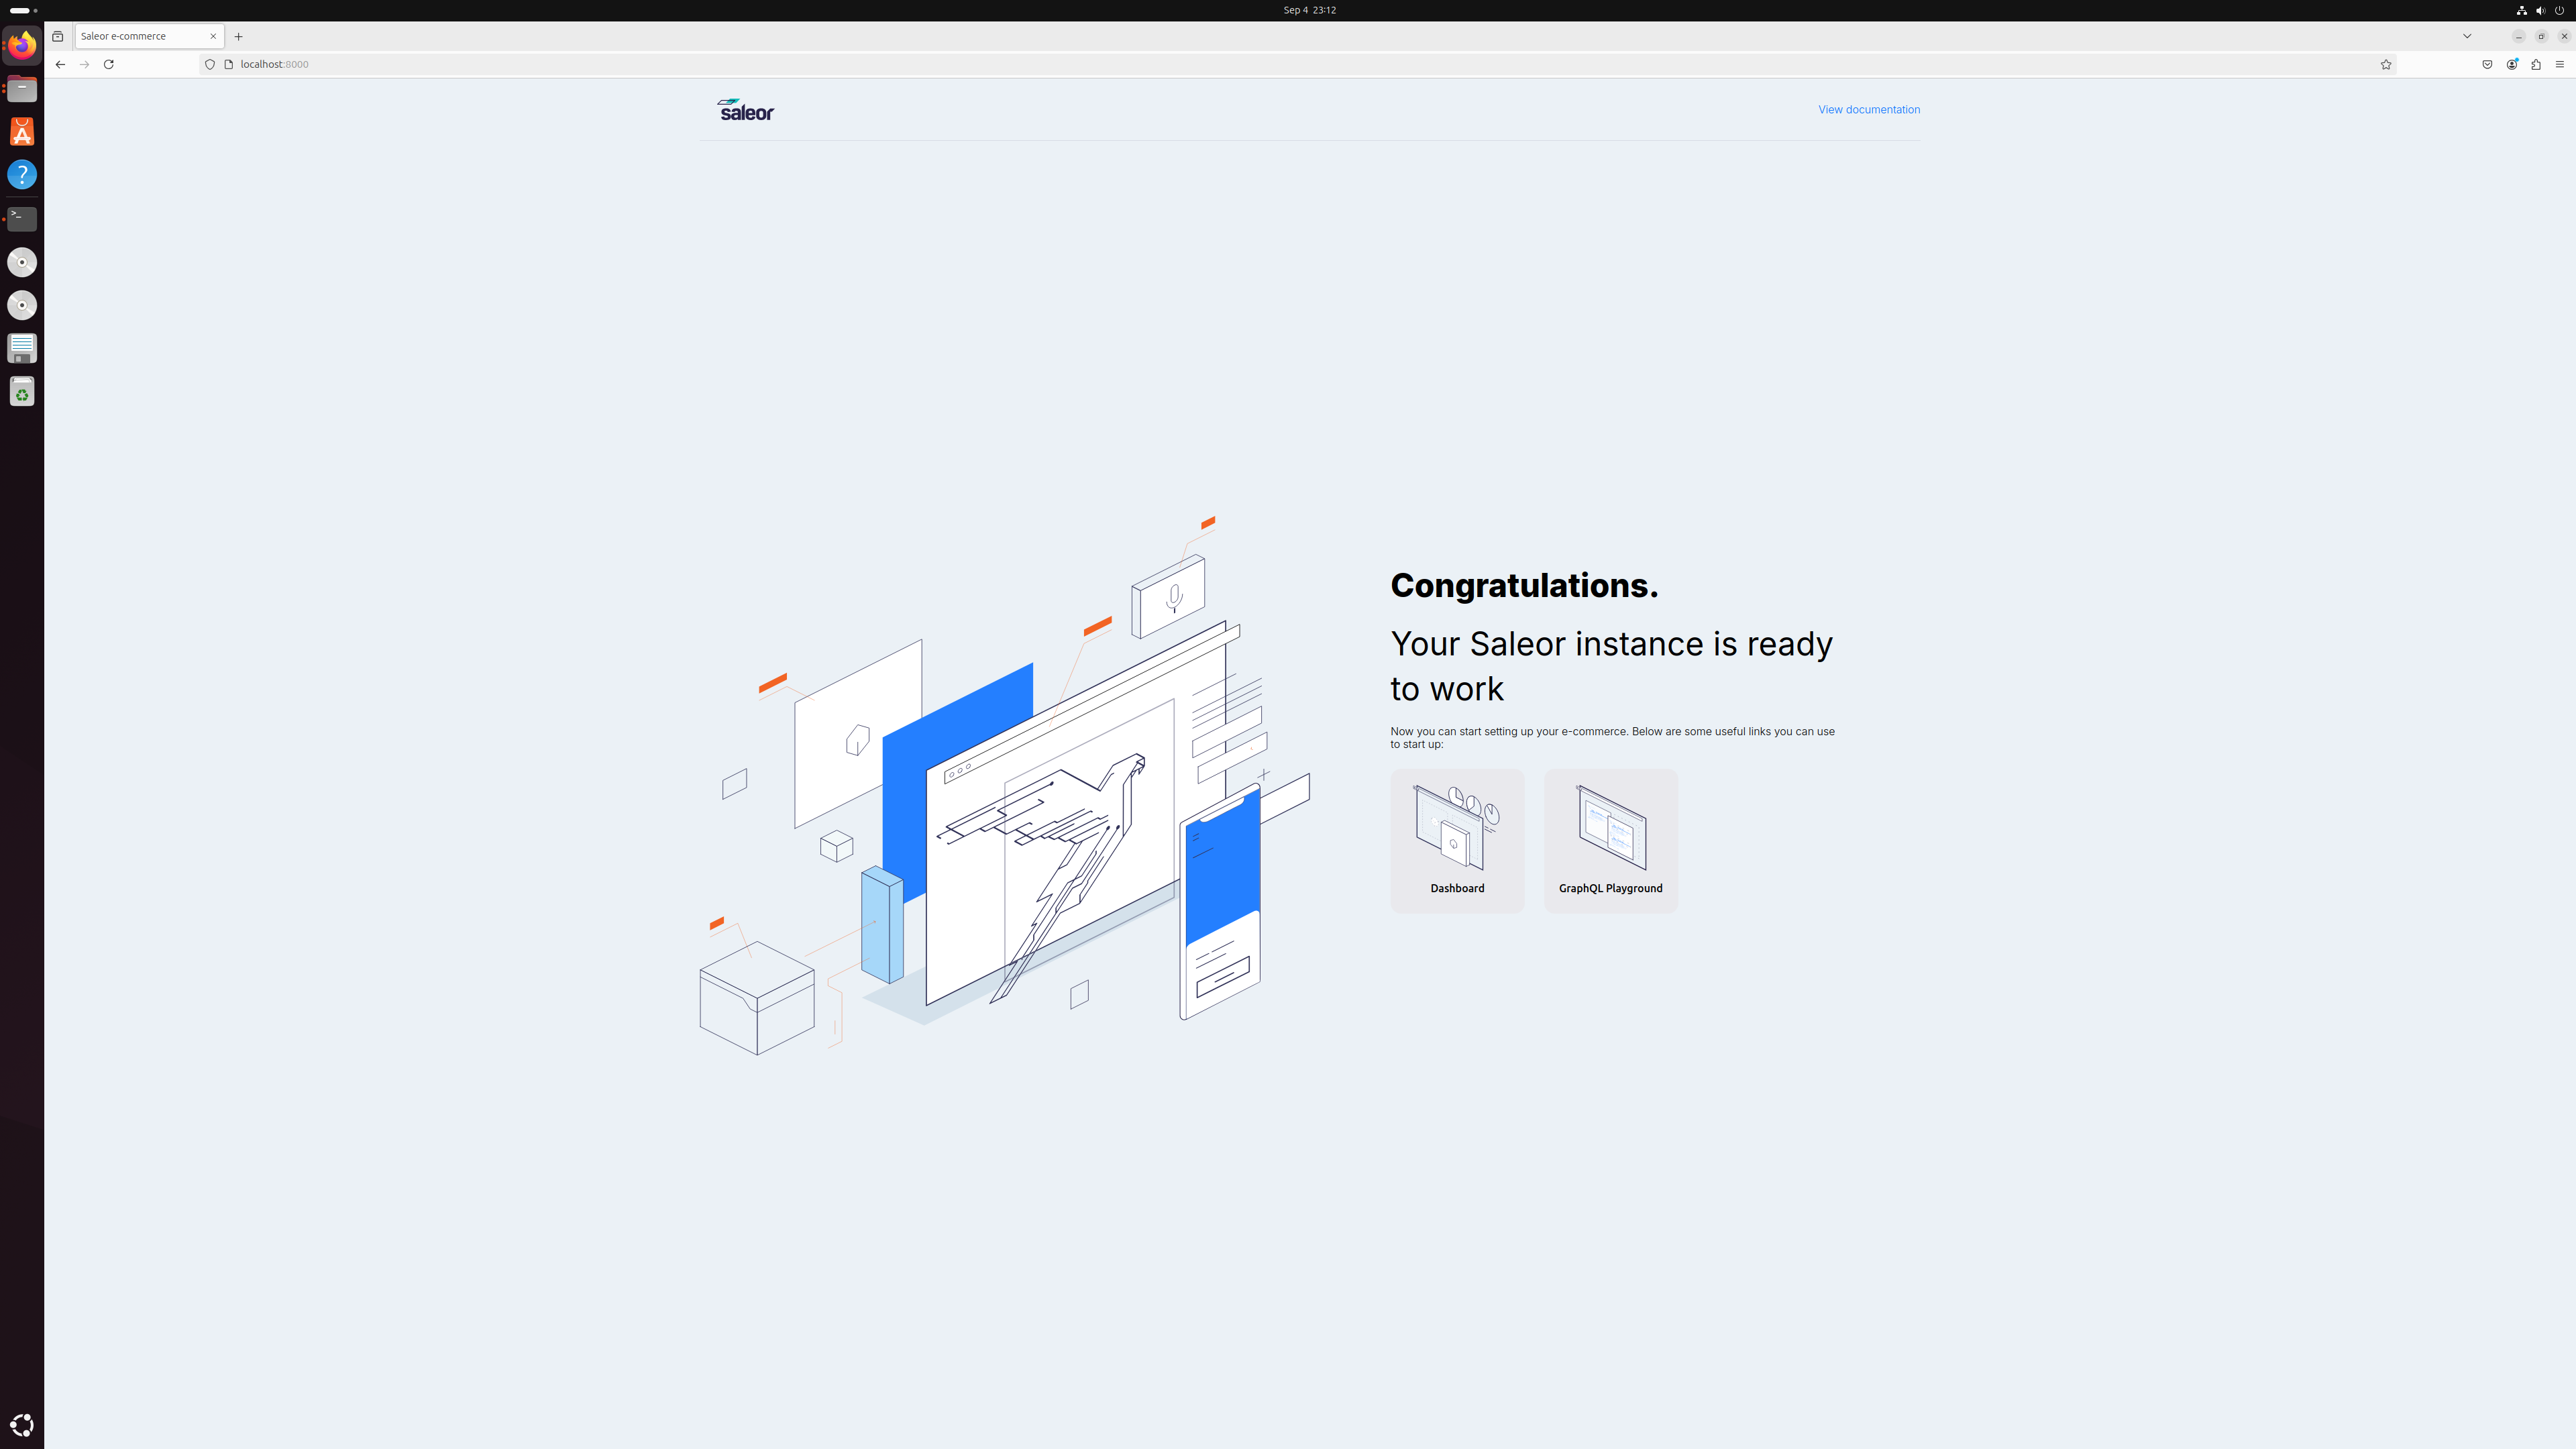 Sep 4 23:12
Saleor e-commerce
localhost:8000
saleor
View documentation
Congratulations.
Your Saleor instance is ready
to work
Now you can start setting up your e-commerce. Below are some useful links you can use
to start up:
Dashboard
GraphQL Playground